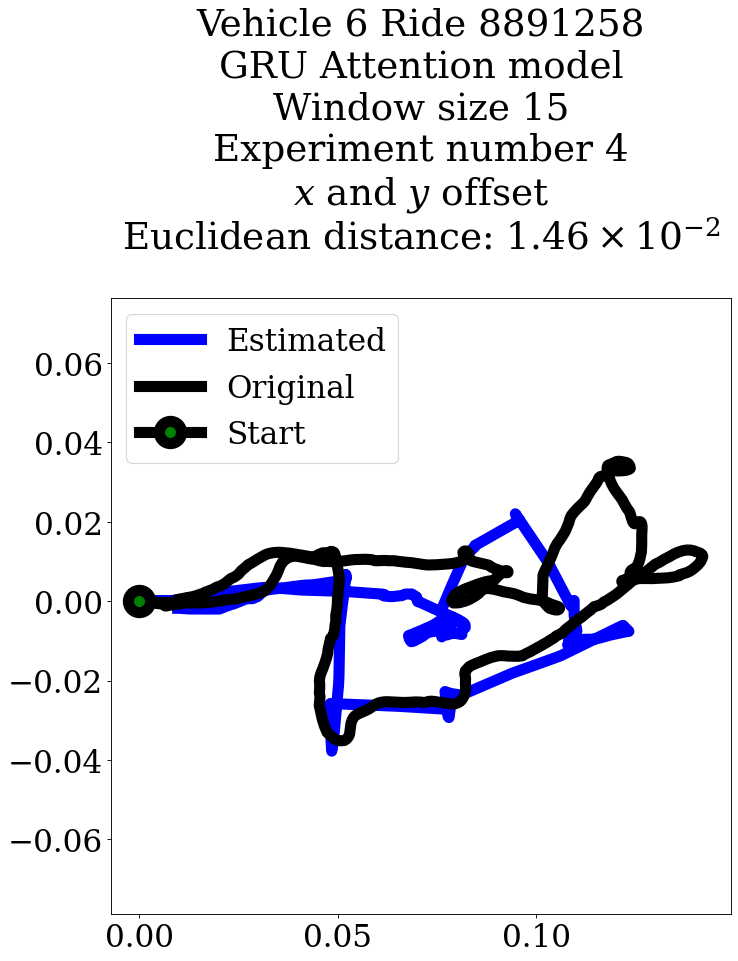 Vehicle 6 Ride 8891258
GRU Attention model
Window size 15
Experiment number 4
x and y offset
Euclidean distance: 1.46 × 10⁻²
Estimated
Original
Start
0.06
0.04
0.02
0.00
−0.02
−0.04
−0.06
0.00 0.05 0.10